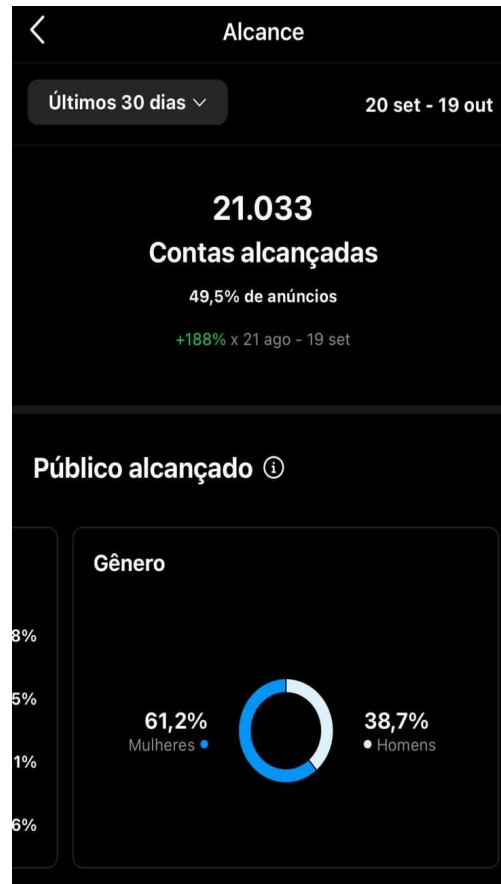 Alcance
Últimos 30 dias
20 set - 19 out
21.033
Contas alcançadas
49,5% de anúncios
+188% x 21 ago - 19 set
Público alcançado
Gênero
8%
5%
1%
6%
61,2%
Mulheres
38,7%
Homens